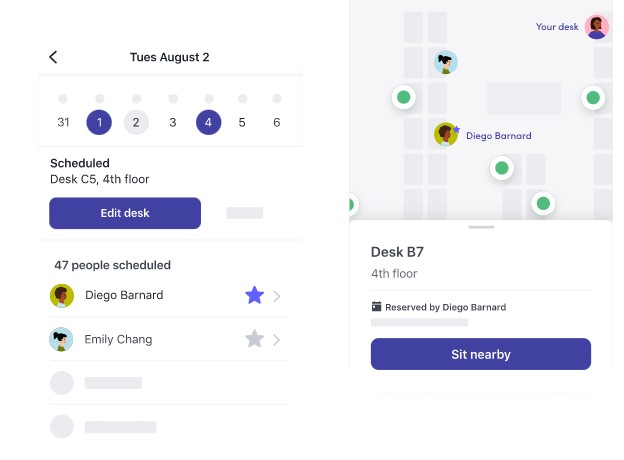 Tues August 2
31 1 2 3 4 5 6
Scheduled
Desk C5, 4th floor
Edit desk
47 people scheduled
Diego Barnard
Emily Chang
Your desk
Diego Barnard
Desk B7
4th floor
Reserved by Diego Barnard
Sit nearby